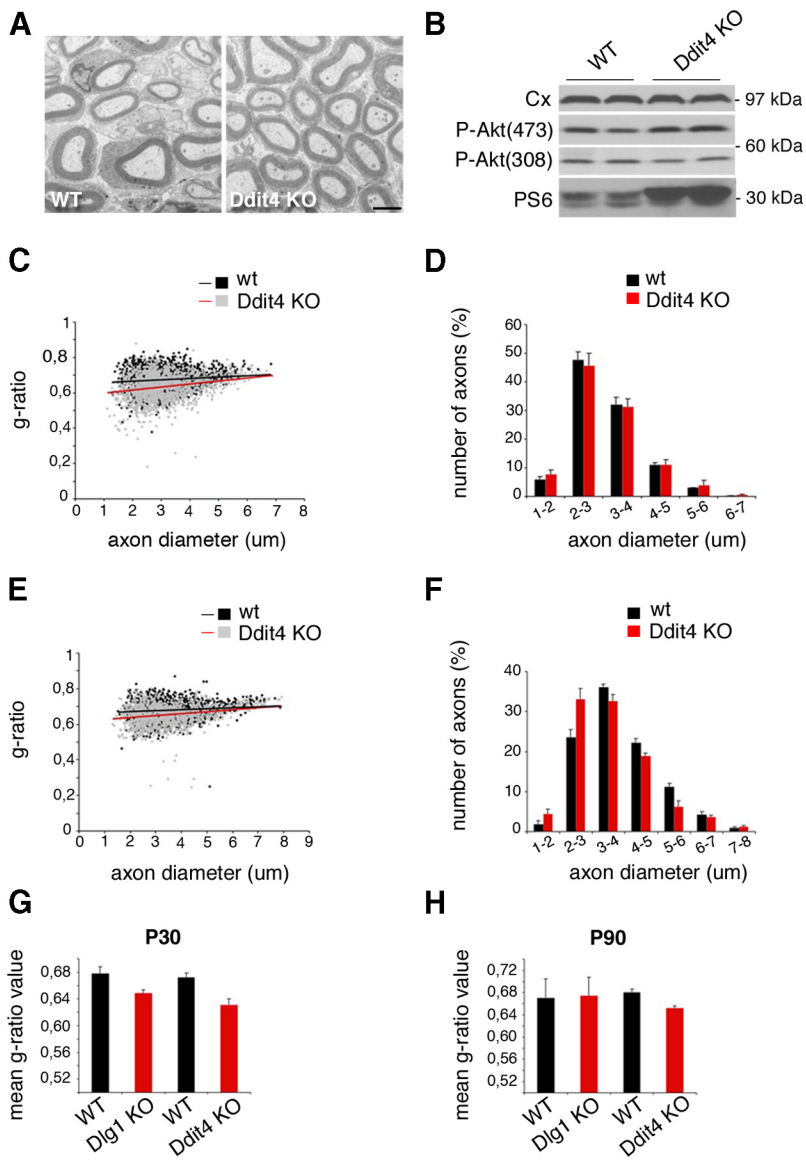 A
WT
Ddit4 KO
B
WT
Ddit4 KO
Cx
- 97 kDa
P-Akt(473)
- 60 kDa
P-Akt(308)
PS6
- 30 kDa
C
wt
Ddit4 KO
1
0,8
0,6
0,4
0,2
0
g-ratio
0 1 2 3 4 5 6 7 8
axon diameter (um)
D
wt
Ddit4 KO
60
50
40
30
20
10
0
number of axons (%)
1-2 2-3 3-4 4-5 5-6 6-7
axon diameter (um)
E
wt
Ddit4 KO
1
0,8
0,6
0,4
0,2
0
g-ratio
0 1 2 3 4 5 6 7 8 9
axon diameter (um)
F
wt
Ddit4 KO
40
30
20
10
0
number of axons (%)
1-2 2-3 3-4 4-5 5-6 6-7 7-8
axon diameter (um)
G
P30
0,68
0,64
0,60
0,56
0,52
mean g-ratio value
WT Dlg1 KO WT Ddit4 KO
H
P90
0,72
0,68
0,64
0,60
0,56
0,52
mean g-ratio value
WT Dlg1 KO WT Ddit4 KO